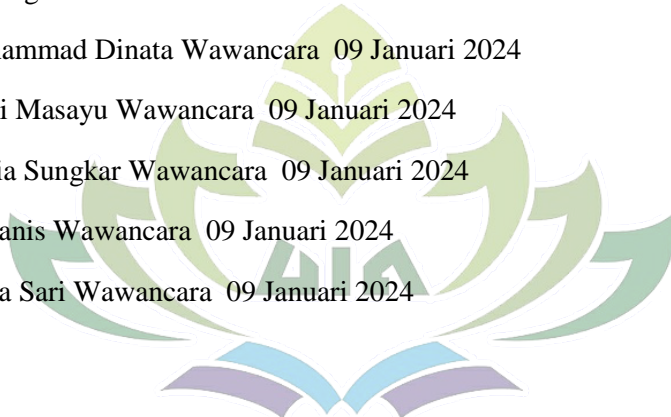 ammad Dinata Wawancara 09 Januari 2024
i Masayu Wawancara 09 Januari 2024
ia Sungkar Wawancara 09 Januari 2024
anis Wawancara 09 Januari 2024
a Sari Wawancara 09 Januari 2024